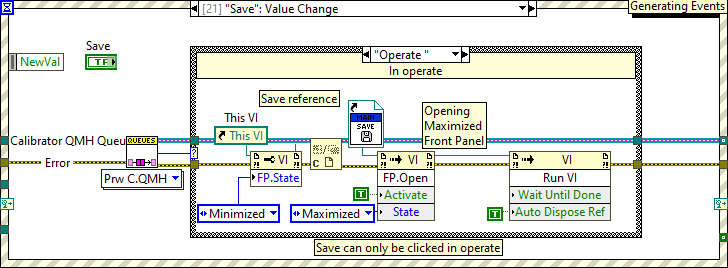 [21] "Save": Value Change
Generating Events
NewVal
Save
TF
"Operate "
In operate
Save reference
This VI
This VI
MAIN
SAVE
Opening
Maximized
Front Panel
Calibrator QMH Queu
QUEUES
Error
Prw C.QMH
?
VI
FP.State
%/%
C
VI
FP.Open
Activate
State
VI
Run VI
Wait Until Done
Auto Dispose Ref
T
T
Minimized
Maximized
Save can only be clicked in operate